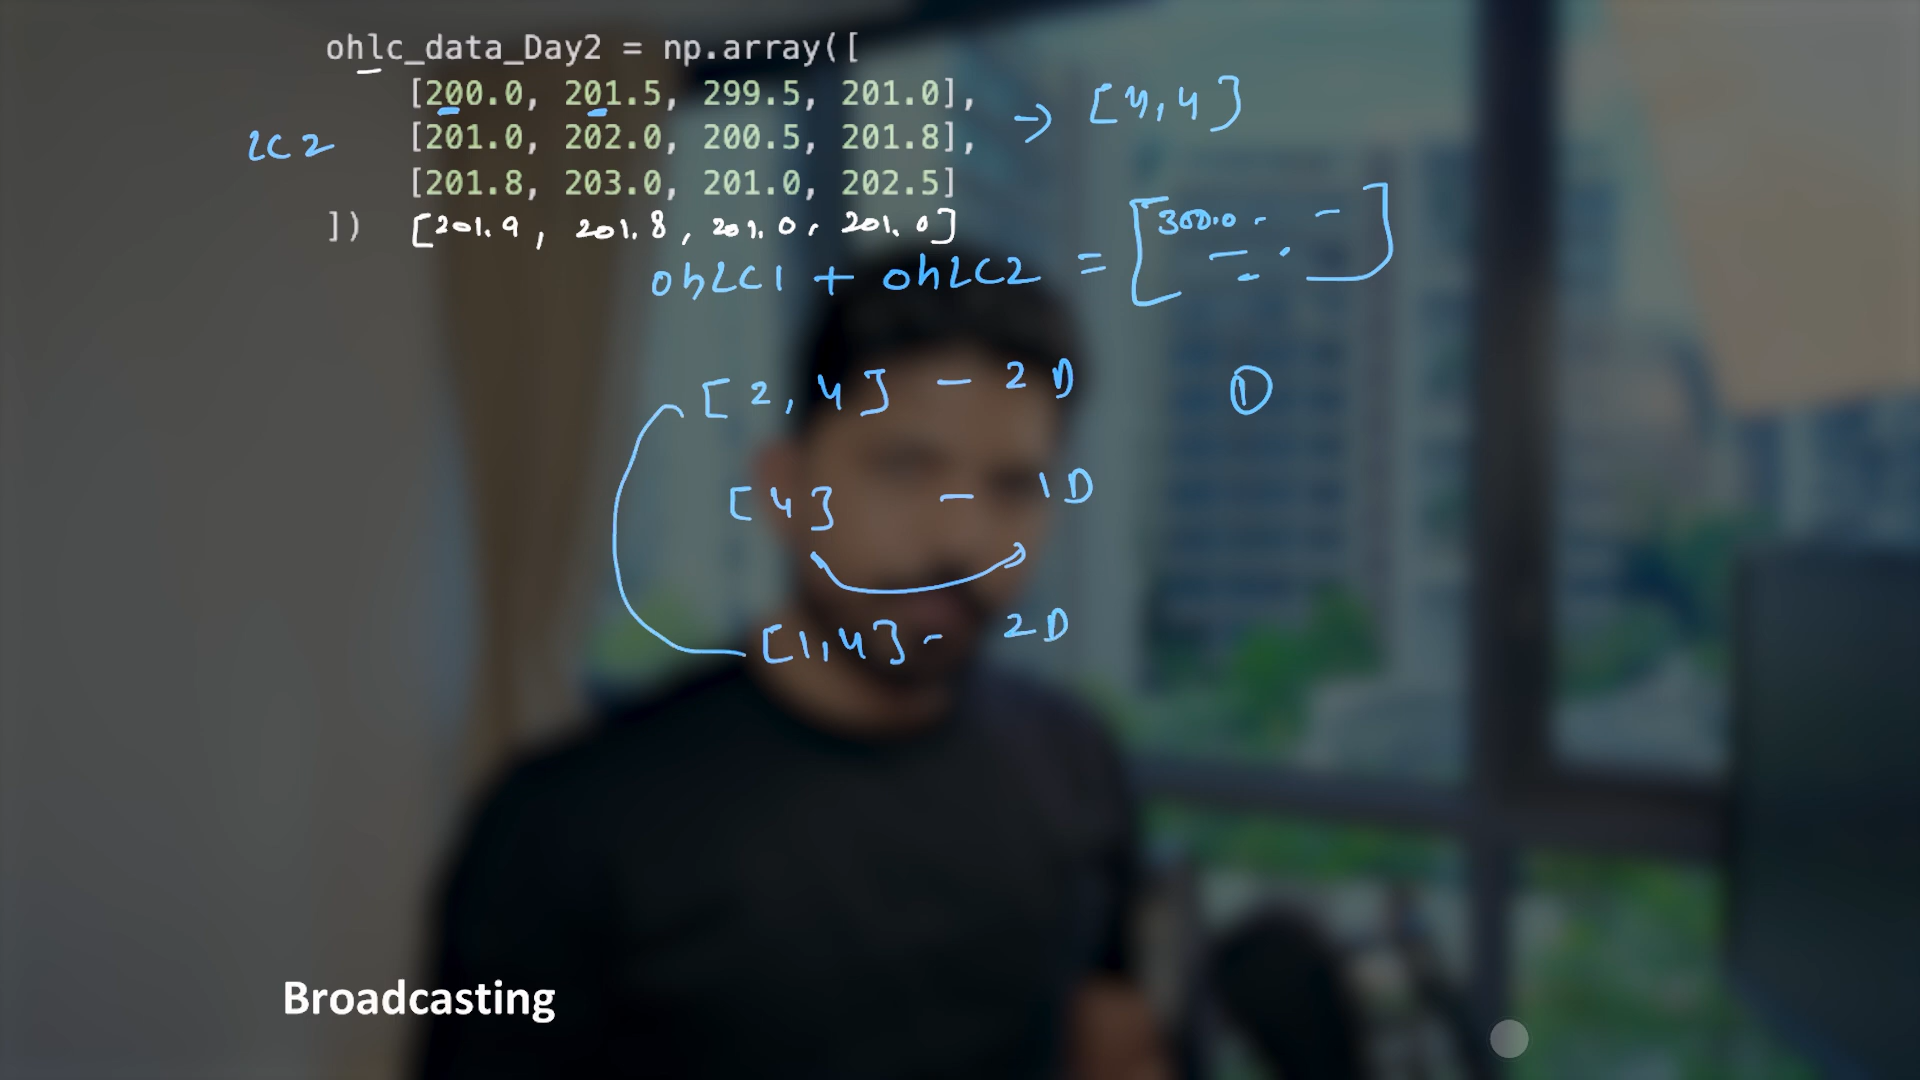 ohlc_data_Day2 = np.array([
[200.0, 201.5, 299.5, 201.0],
[201.0, 202.0, 200.5, 201.8],
[201.8, 203.0, 201.0, 202.5]
]) [201.9, 201.8, 201.0, 201.0]
→ [4,4]
lc2
ohlc1 + ohlc2 = [300.0 - - - - . ]
[2,4] - 2D
①
[4] - 1D
[1,4] - 2D
Broadcasting